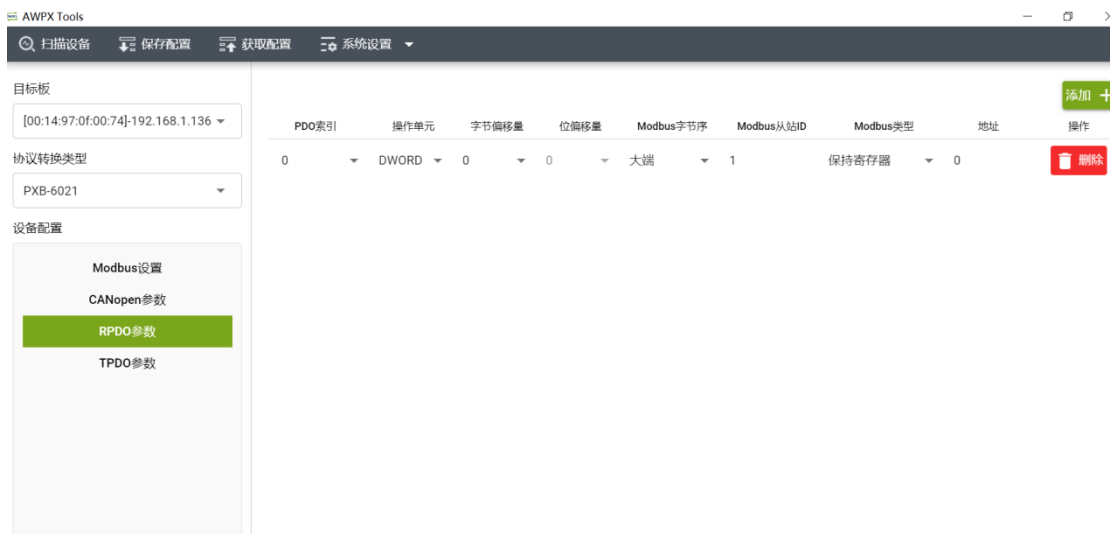 AWPX Tools
扫描设备 保存配置 获取配置 系统设置
目标板
[00:14:97:0f:00:74]-192.168.1.136
协议转换类型
PXB-6021
设备配置
Modbus设置
CANopen参数
RPDO参数
TPDO参数
添加 +
PDO索引 操作单元 字节偏移量 位偏移量 Modbus字节序 Modbus从站ID Modbus类型 地址 操作
0 DWORD 0 0 大端 1 保持寄存器 0 删除